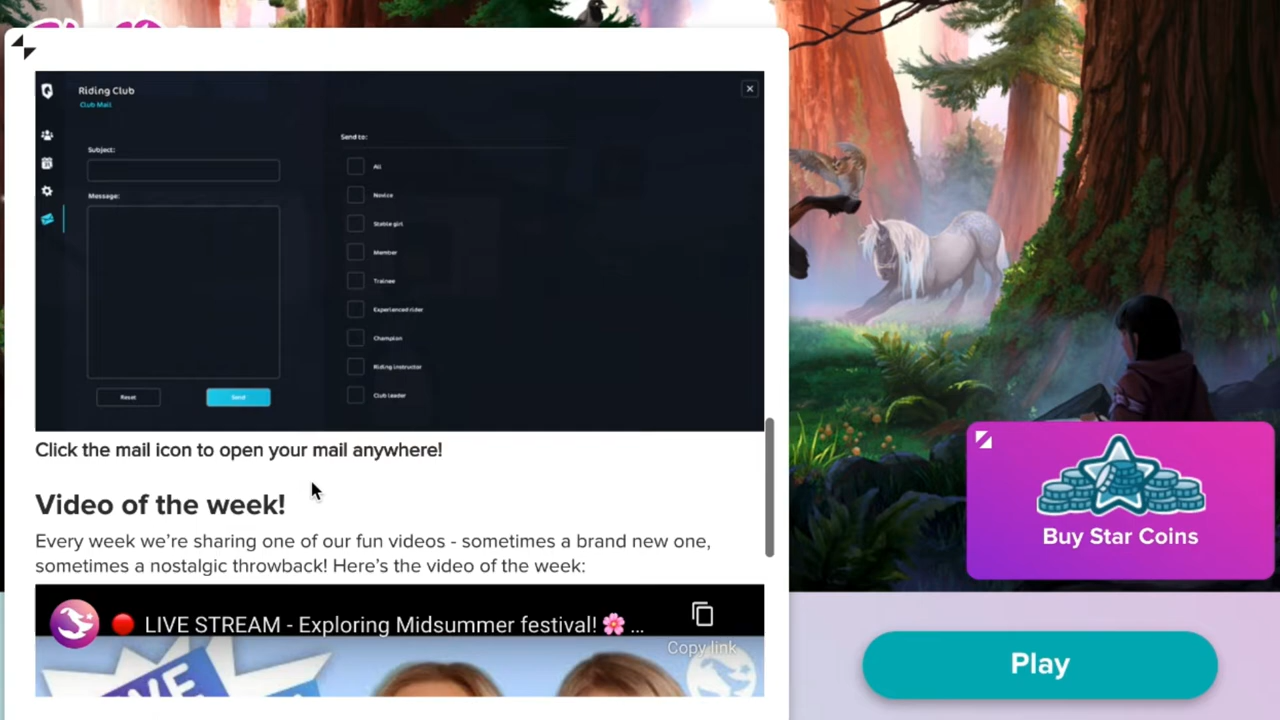 Riding Club
Club Mail
Subject:
Message:
Reset
Send
Send to:
All
Novice
Stable girl
Member
Trainee
Experienced rider
Champion
Riding instructor
Club leader
Click the mail icon to open your mail anywhere!
Video of the week!
Every week we’re sharing one of our fun videos - sometimes a brand new one,
sometimes a nostalgic throwback! Here’s the video of the week:
🔴 LIVE STREAM - Exploring Midsummer festival! 🌸 ...
Copy link
Buy Star Coins
Play